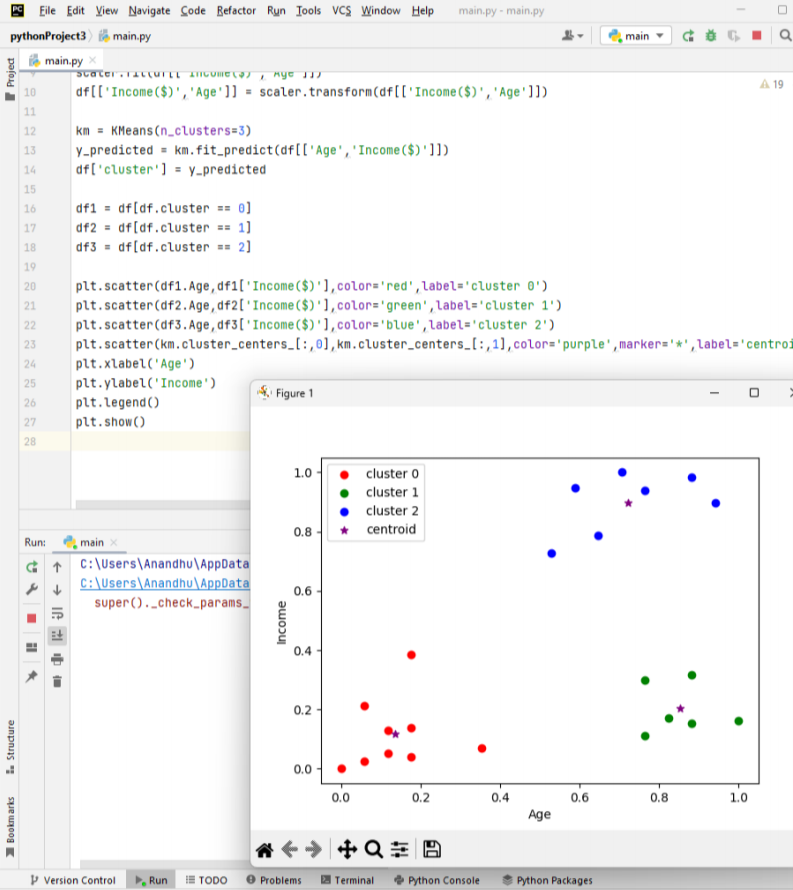 File Edit View Navigate Code Refactor Run Tools VCS Window Help main.py - main.py
pythonProject3 main.py main
Project
main.py
9 scaler.fit(df[['Income($)','Age']])
10 df[['Income($)','Age']] = scaler.transform(df[['Income($)','Age']])
19
11
12 km = KMeans(n_clusters=3)
13 y_predicted = km.fit_predict(df[['Age','Income($)']])
14 df['cluster'] = y_predicted
15
16 df1 = df[df.cluster == 0]
17 df2 = df[df.cluster == 1]
18 df3 = df[df.cluster == 2]
19
20 plt.scatter(df1.Age,df1['Income($)'],color='red',label='cluster 0')
21 plt.scatter(df2.Age,df2['Income($)'],color='green',label='cluster 1')
22 plt.scatter(df3.Age,df3['Income($)'],color='blue',label='cluster 2')
23 plt.scatter(km.cluster_centers_[:,0],km.cluster_centers_[:,1],color='purple',marker='*',label='centroi
24 plt.xlabel('Age')
25 plt.ylabel('Income')
26 plt.legend()
27 plt.show()
28
Figure 1
cluster 0
cluster 1
cluster 2
centroid
1.0
0.8
0.6
0.4
0.2
0.0
Income
0.0 0.2 0.4 0.6 0.8 1.0
Age
Run: main
C:\Users\Anandhu\AppData
C:\Users\Anandhu\AppData
super()._check_params_
Structure
Bookmarks
Version Control Run TODO Problems Terminal Python Console Python Packages